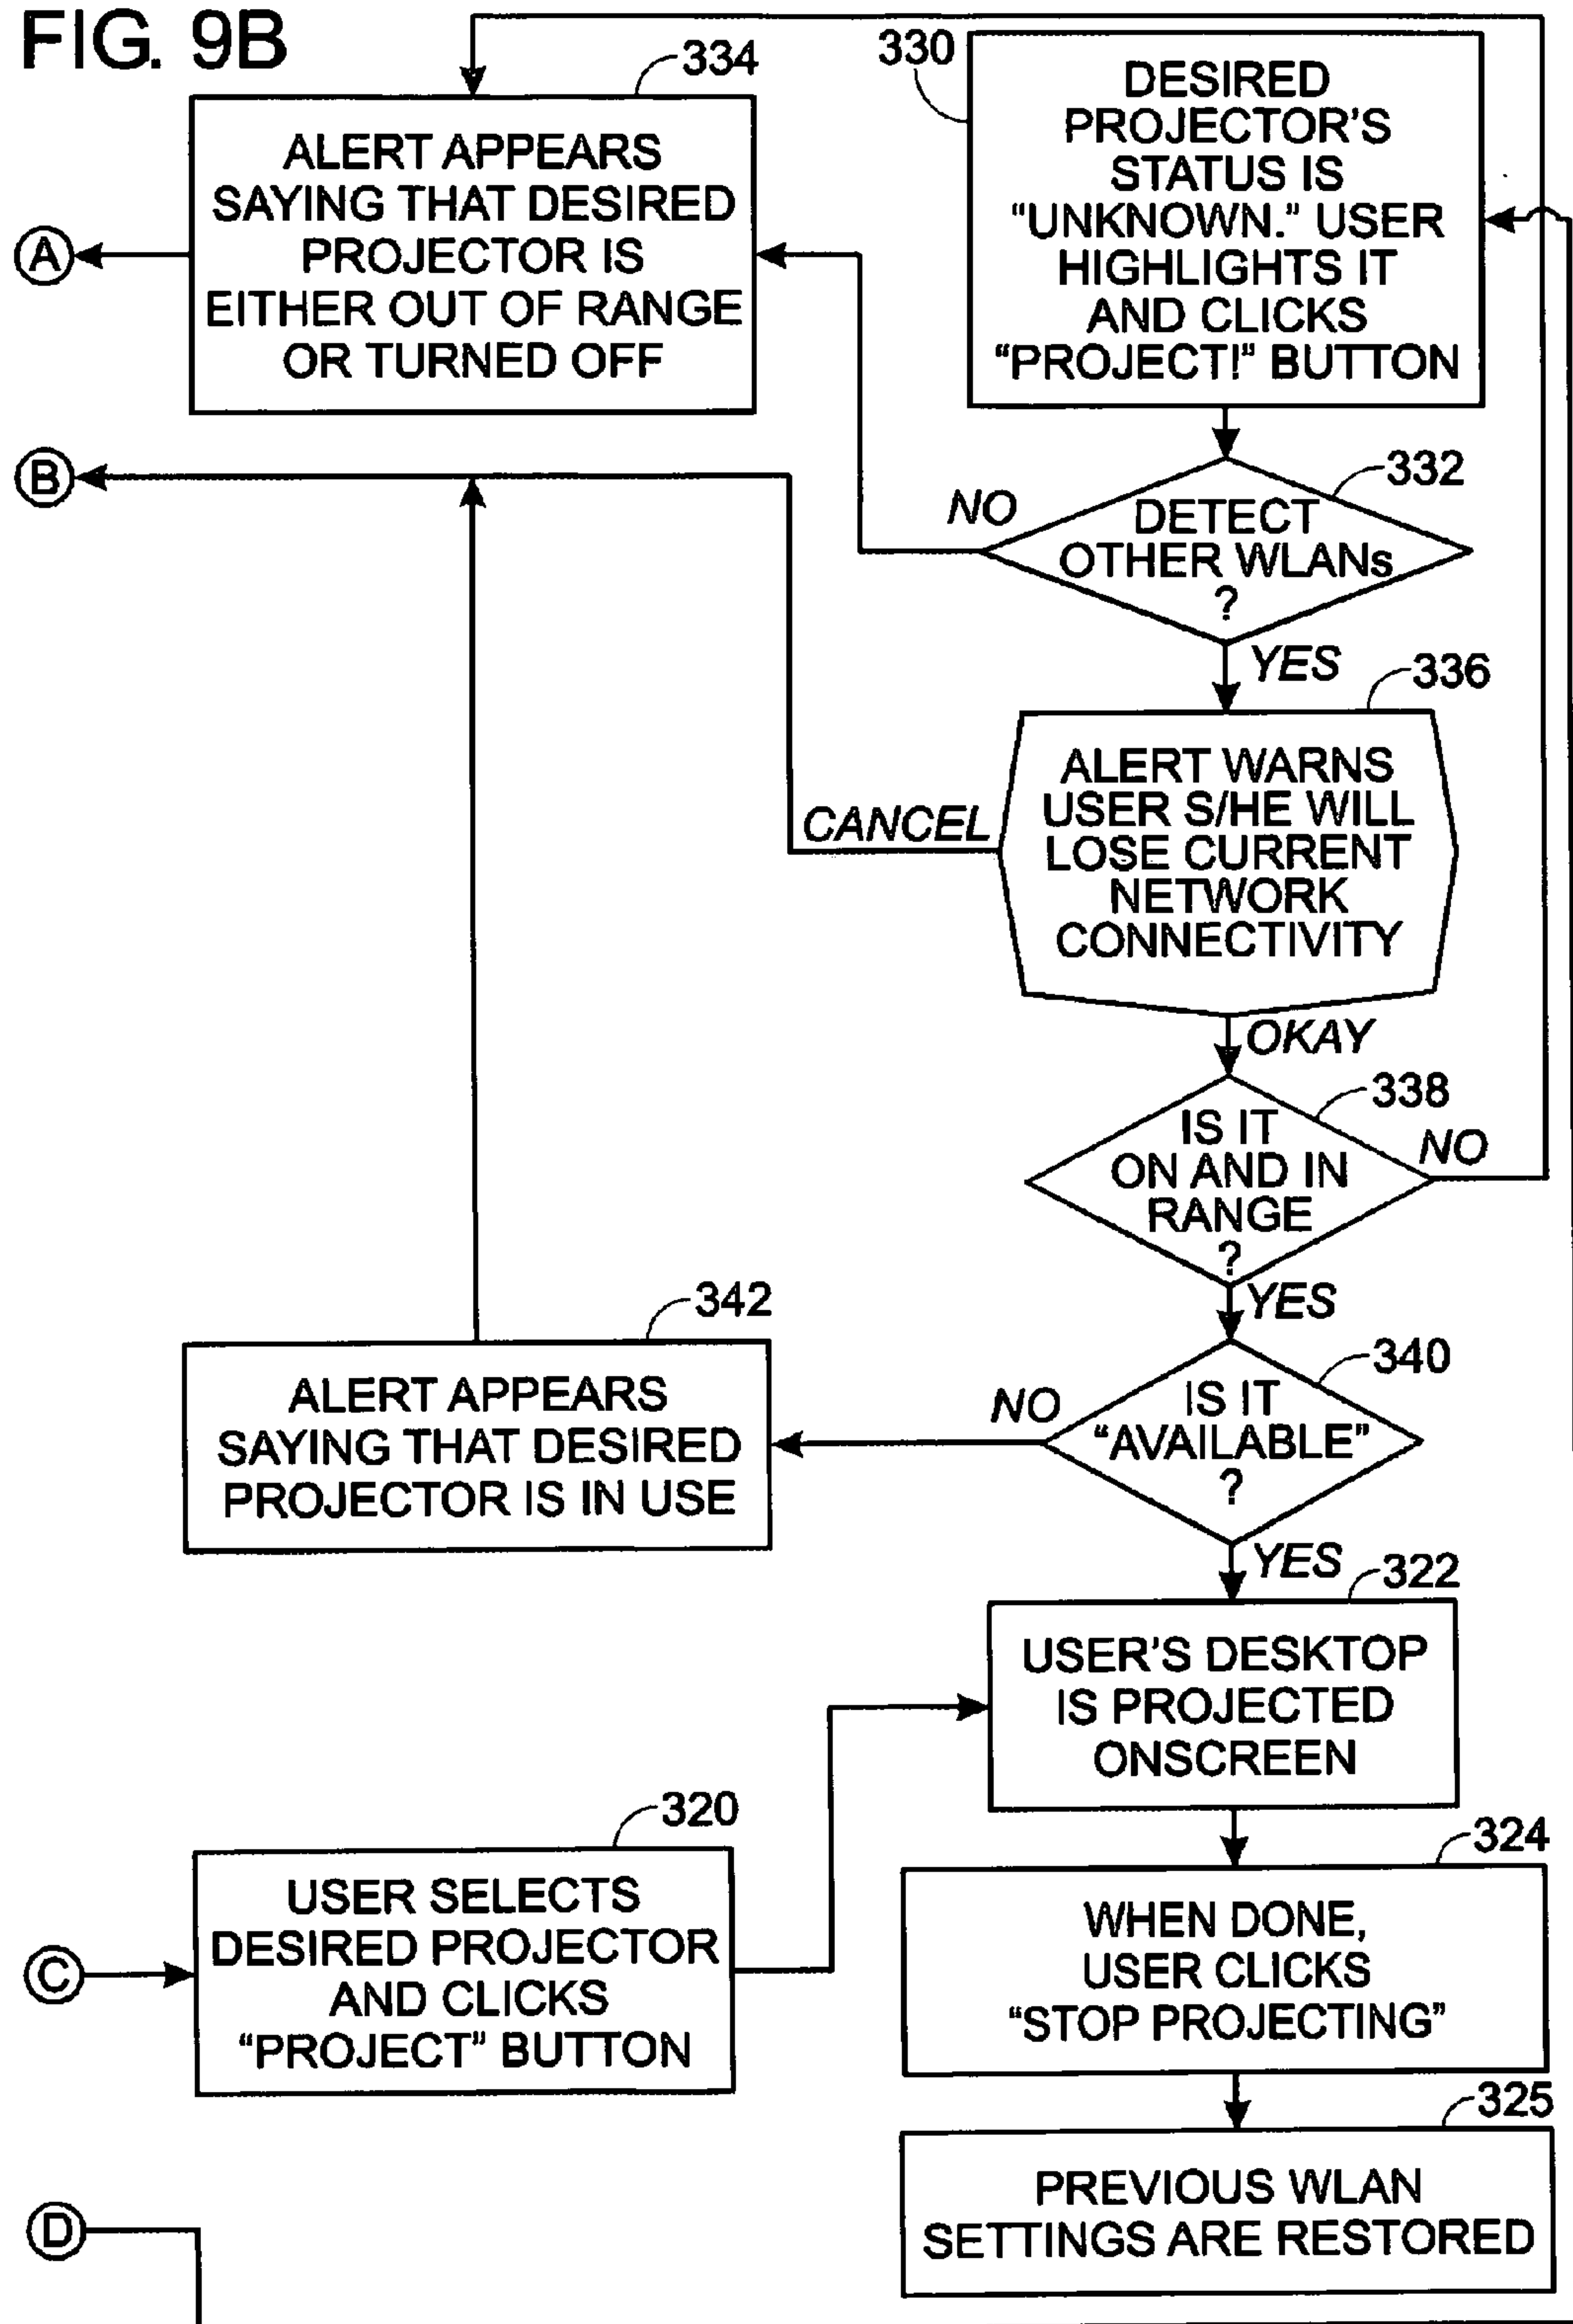 FIG. 9B
334
ALERT APPEARS
SAYING THAT DESIRED
PROJECTOR IS
EITHER OUT OF RANGE
OR TURNED OFF
A
330
DESIRED
PROJECTOR'S
STATUS IS
“UNKNOWN.” USER
HIGHLIGHTS IT
AND CLICKS
“PROJECT!” BUTTON
B
332
NO
DETECT
OTHER WLANs
?
YES
336
ALERT WARNS
USER S/HE WILL
LOSE CURRENT
NETWORK
CONNECTIVITY
CANCEL
OKAY
338
IS IT
ON AND IN
RANGE
?
NO
YES
342
ALERT APPEARS
SAYING THAT DESIRED
PROJECTOR IS IN USE
340
NO
IS IT
“AVAILABLE”
?
YES
322
USER'S DESKTOP
IS PROJECTED
ONSCREEN
320
USER SELECTS
DESIRED PROJECTOR
AND CLICKS
“PROJECT” BUTTON
C
324
WHEN DONE,
USER CLICKS
“STOP PROJECTING”
325
PREVIOUS WLAN
SETTINGS ARE RESTORED
D